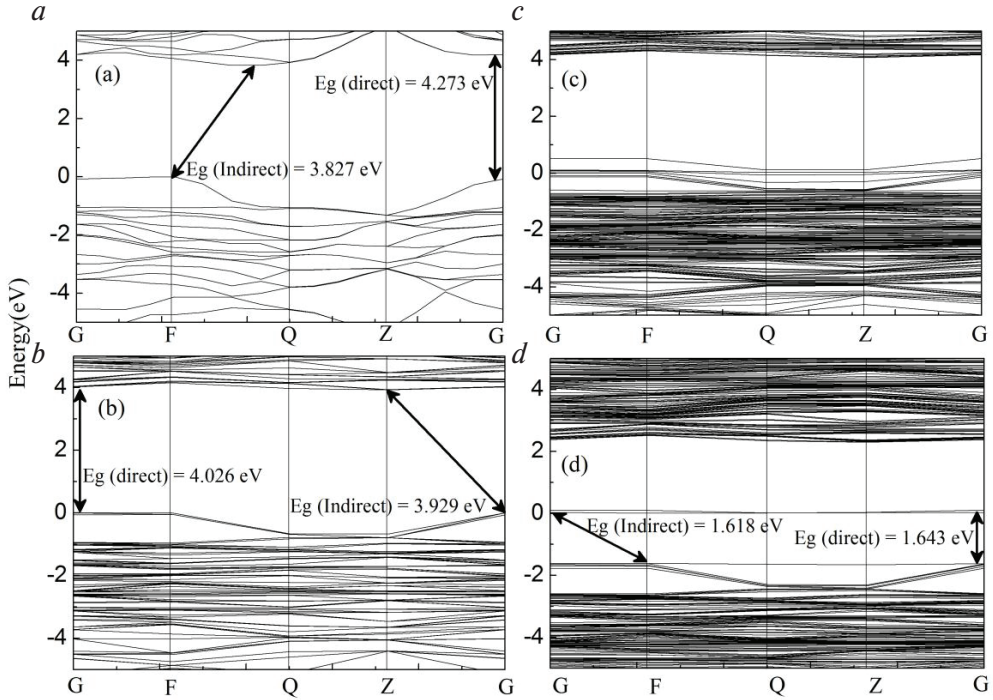 a
4
2
0
-2
-4
(a)
Eg (direct) = 4.273 eV
Eg (Indirect) = 3.827 eV
G F Q Z G
c
4
2
0
-2
-4
(c)
G F Q Z G
Energy(eV)
b
4
2
0
-2
-4
(b)
Eg (direct) = 4.026 eV
Eg (Indirect) = 3.929 eV
G F Q Z G
d
4
2
0
-2
-4
(d)
Eg (Indirect) = 1.618 eV
Eg (direct) = 1.643 eV
G F Q Z G